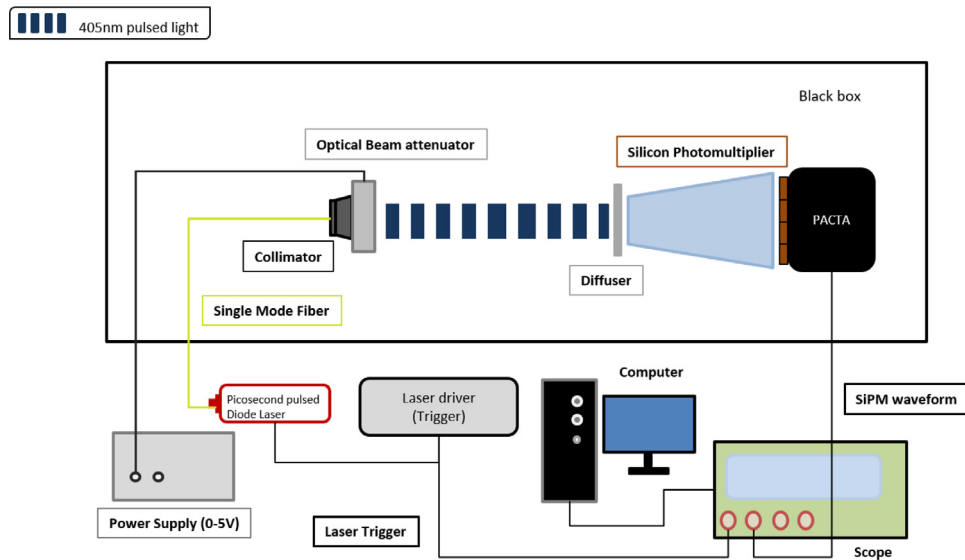 405nm pulsed light
Black box
Optical Beam attenuator
Silicon Photomultiplier
PACTA
Collimator
Diffuser
Single Mode Fiber
Picosecond pulsed
Diode Laser
Laser driver
(Trigger)
Computer
SiPM waveform
Power Supply (0-5V)
Laser Trigger
Scope